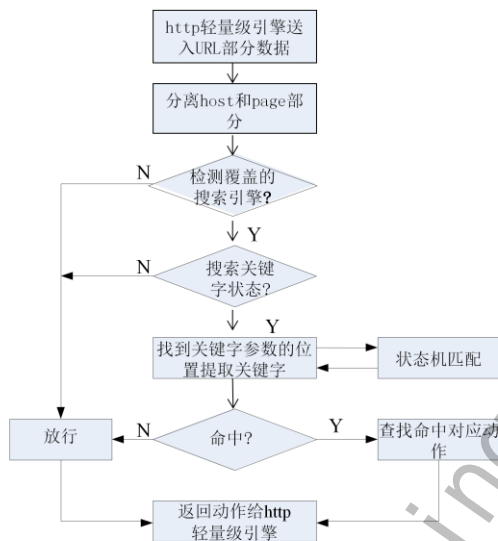 http轻量级引擎送
入URL部分数据
分离host和page部
分
N
检测覆盖的
搜索引擎?
Y
N
搜索关键
字状态?
Y
找到关键字参数的位
置提取关键字
状态机匹配
放行
N
命中?
Y
查找命中对应动
作
返回动作给http
轻量级引擎